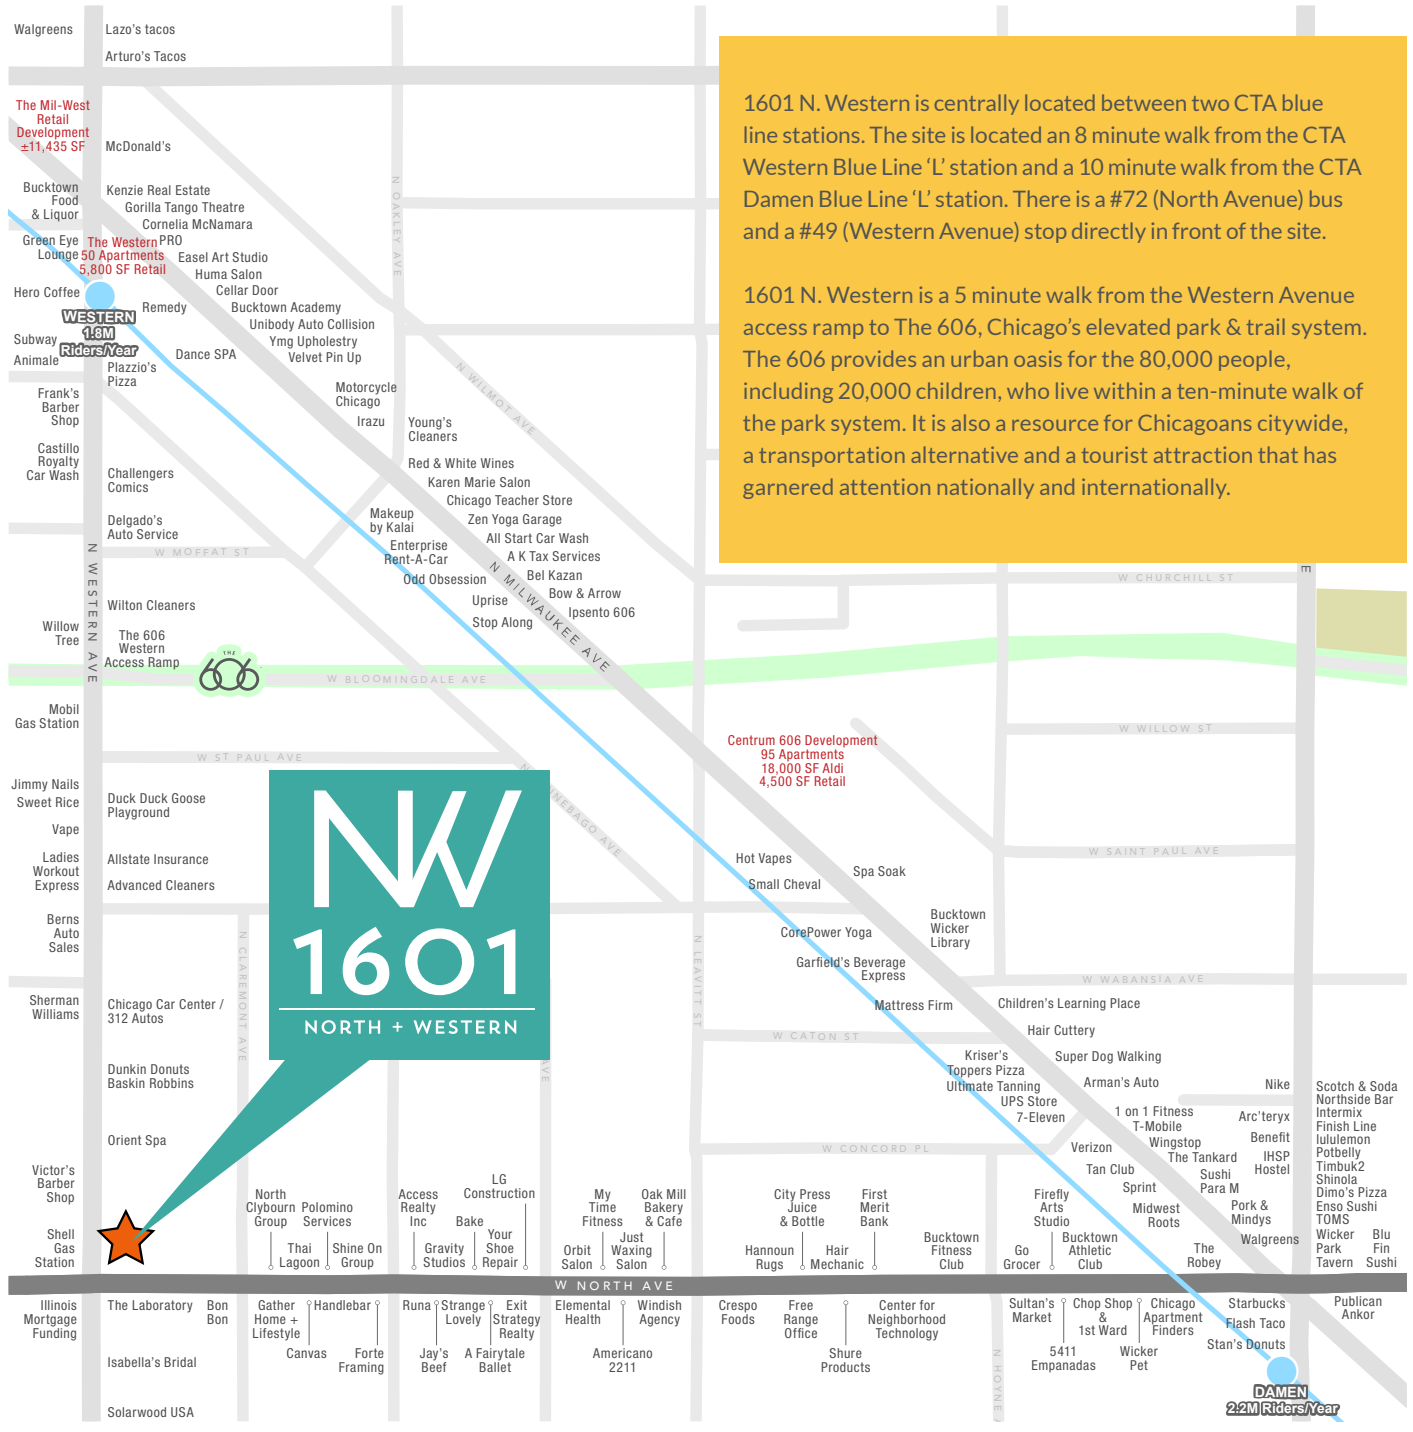 Walgreens
Lazo's tacos
Arturo's Tacos
The Mil-West
Retail
Development
±11,435 SF
McDonald's
1601 N. Western is centrally located between two CTA blue
line stations. The site is located an 8 minute walk from the CTA
Western Blue Line ‘L’ station and a 10 minute walk from the CTA
Damen Blue Line ‘L’ station. There is a #72 (North Avenue) bus
and a #49 (Western Avenue) stop directly in front of the site.
1601 N. Western is a 5 minute walk from the Western Avenue
access ramp to The 606, Chicago’s elevated park & trail system.
The 606 provides an urban oasis for the 80,000 people,
including 20,000 children, who live within a ten-minute walk of
the park system. It is also a resource for Chicagoans citywide,
a transportation alternative and a tourist attraction that has
garnered attention nationally and internationally.
Bucktown
Food
& Liquor
Kenzie Real Estate
Gorilla Tango Theatre
Cornelia McNamara
PRO
Green Eye
Lounge
The Western
50 Apartments
5,800 SF Retail
Easel Art Studio
Huma Salon
Cellar Door
Bucktown Academy
Unibody Auto Collision
Ymg Upholestry
Velvet Pin Up
Hero Coffee
WESTERN
1.8M
Riders/Year
Remedy
Dance SPA
Subway
Animale
Plazzio's
Pizza
N OAKLEY AVE
N WILMOT AVE
Frank's
Barber
Shop
Motorcycle
Chicago
Irazu
Young's
Cleaners
Castillo
Royalty
Car Wash
Challengers
Comics
Red & White Wines
Karen Marie Salon
Chicago Teacher Store
Zen Yoga Garage
All Start Car Wash
A K Tax Services
Bel Kazan
Bow & Arrow
Ipsento 606
Makeup
by Kalai
Enterprise
Rent-A-Car
Odd Obsession
Uprise
Stop Along
Delgado's
Auto Service
W MOFFAT ST
N WESTERN AVE
N MILWAUKEE AVE
E
W CHURCHILL ST
Wilton Cleaners
Willow
Tree
The 606
Western
Access Ramp
THE
606
W BLOOMINGDALE AVE
Mobil
Gas Station
W ST PAUL AVE
W WILLOW ST
Centrum 606 Development
95 Apartments
18,000 SF Aldi
4,500 SF Retail
Jimmy Nails
Sweet Rice
Vape
Duck Duck Goose
Playground
Ladies
Workout
Express
Allstate Insurance
Advanced Cleaners
NW
1601
NORTH + WESTERN
NNEBAGO AVE
W SAINT PAUL AVE
Hot Vapes
Small Cheval
Spa Soak
Berns
Auto
Sales
CorePower Yoga
Bucktown
Wicker
Library
Garfield's Beverage
Express
Mattress Firm
N CLAREMONT AVE
AVE
N LEAVITT ST
W WABANSIA AVE
Sherman
Williams
Chicago Car Center /
312 Autos
Children's Learning Place
Hair Cuttery
W CATON ST
Super Dog Walking
Kriser's
Toppers Pizza
Ultimate Tanning
UPS Store
7-Eleven
Arman's Auto
Dunkin Donuts
Baskin Robbins
Nike
Arc'teryx
Benefit
IHSP
Hostel
1 on 1 Fitness
T-Mobile
Wingstop
The Tankard
Sushi
Para M
Pork &
Mindys
Walgreens
Scotch & Soda
Northside Bar
Intermix
Finish Line
lululemon
Potbelly
Timbuk2
Shinola
Dimo's Pizza
Enso Sushi
TOMS
Wicker
Park
Tavern
Blu
Fin
Sushi
Orient Spa
W CONCORD PL
Verizon
Tan Club
Sprint
Midwest
Roots
The
Robey
Victor's
Barber
Shop
Shell
Gas
Station
North
Clybourn
Group
Polomino
Services
Thai
Lagoon
Shine On
Group
Access
Realty
Inc
LG
Construction
Bake
Gravity
Studios
Your
Shoe
Repair
My
Time
Fitness
Oak Mill
Bakery
& Cafe
Orbit
Salon
Just
Waxing
Salon
City Press
Juice
& Bottle
First
Merit
Bank
Hannoun
Rugs
Hair
Mechanic
Bucktown
Fitness
Club
Firefly
Arts
Studio
Go
Grocer
Bucktown
Athletic
Club
W NORTH AVE
Illinois
Mortgage
Funding
The Laboratory
Bon
Bon
Gather
Home +
Lifestyle
Handlebar
Canvas
Forte
Framing
Runa
Strange
Lovely
Exit
Strategy
Realty
Jay's
Beef
A Fairytale
Ballet
Elemental
Health
Windish
Agency
Americano
2211
Crespo
Foods
Free
Range
Office
Center for
Neighborhood
Technology
Shure
Products
Sultan's
Market
Chop Shop
&
1st Ward
Chicago
Apartment
Finders
5411
Empanadas
Wicker
Pet
Starbucks
Flash Taco
Stan's Donuts
Publican
Ankor
Isabella's Bridal
Solarwood USA
N HOYNE
DAMEN
2.2M Riders/Year